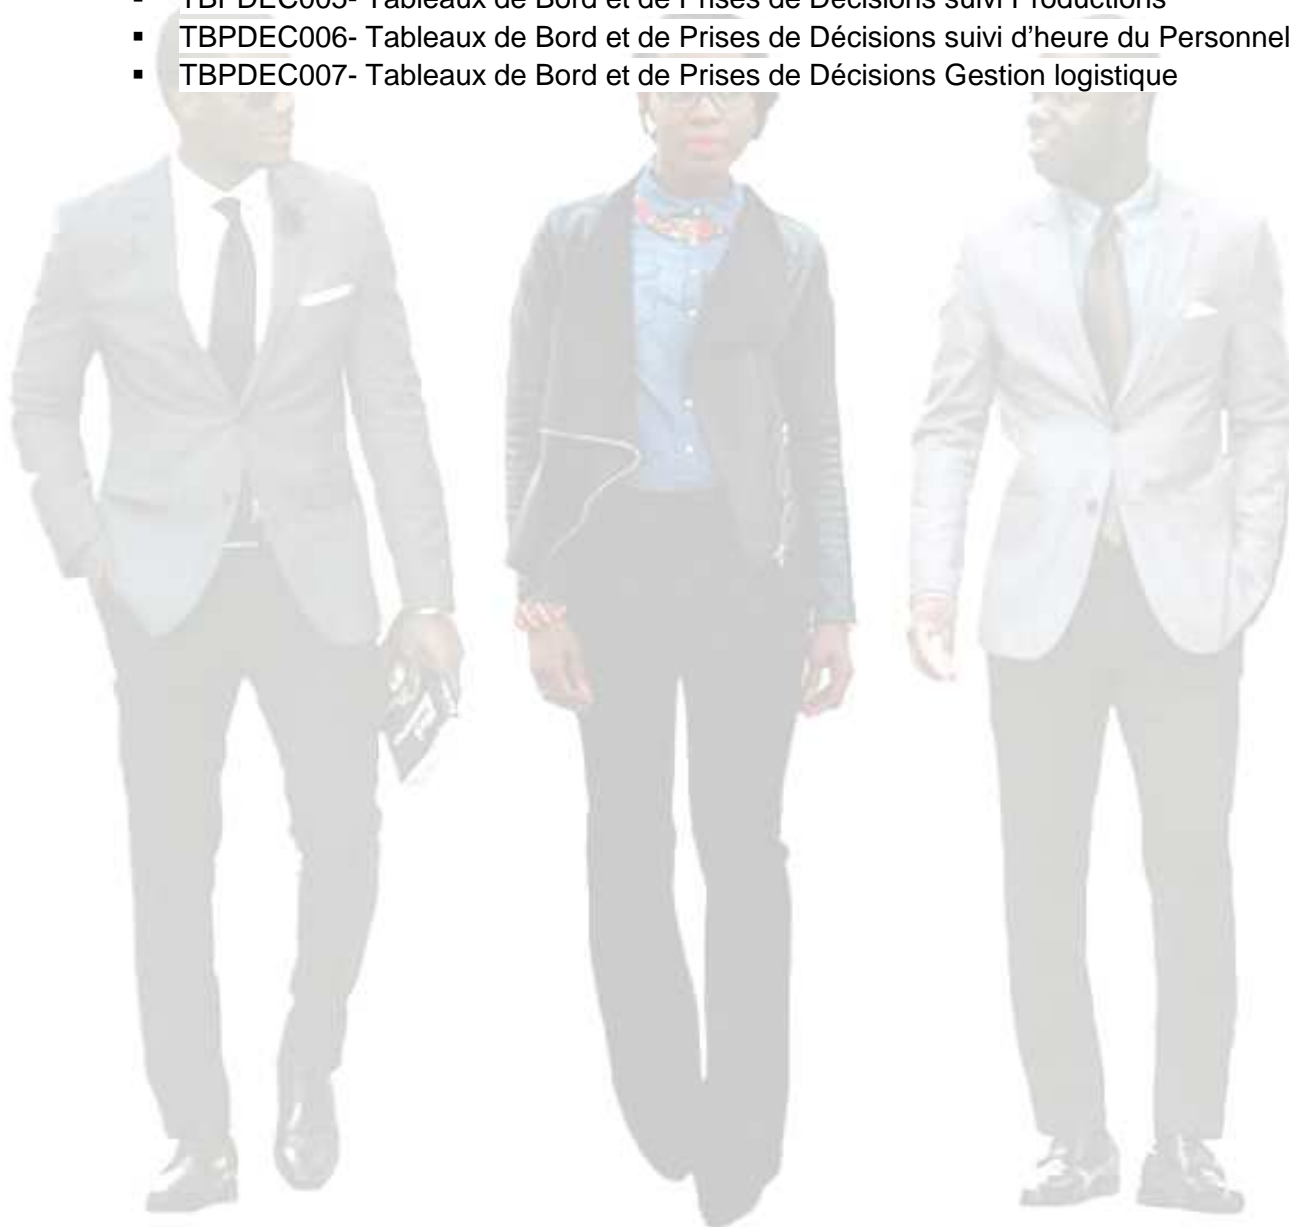 ▪ TBPDEC005- Tableaux de Bord et de Prises de Décisions suivi Productions
▪ TBPDEC006- Tableaux de Bord et de Prises de Décisions suivi d’heure du Personnel
▪ TBPDEC007- Tableaux de Bord et de Prises de Décisions Gestion logistique